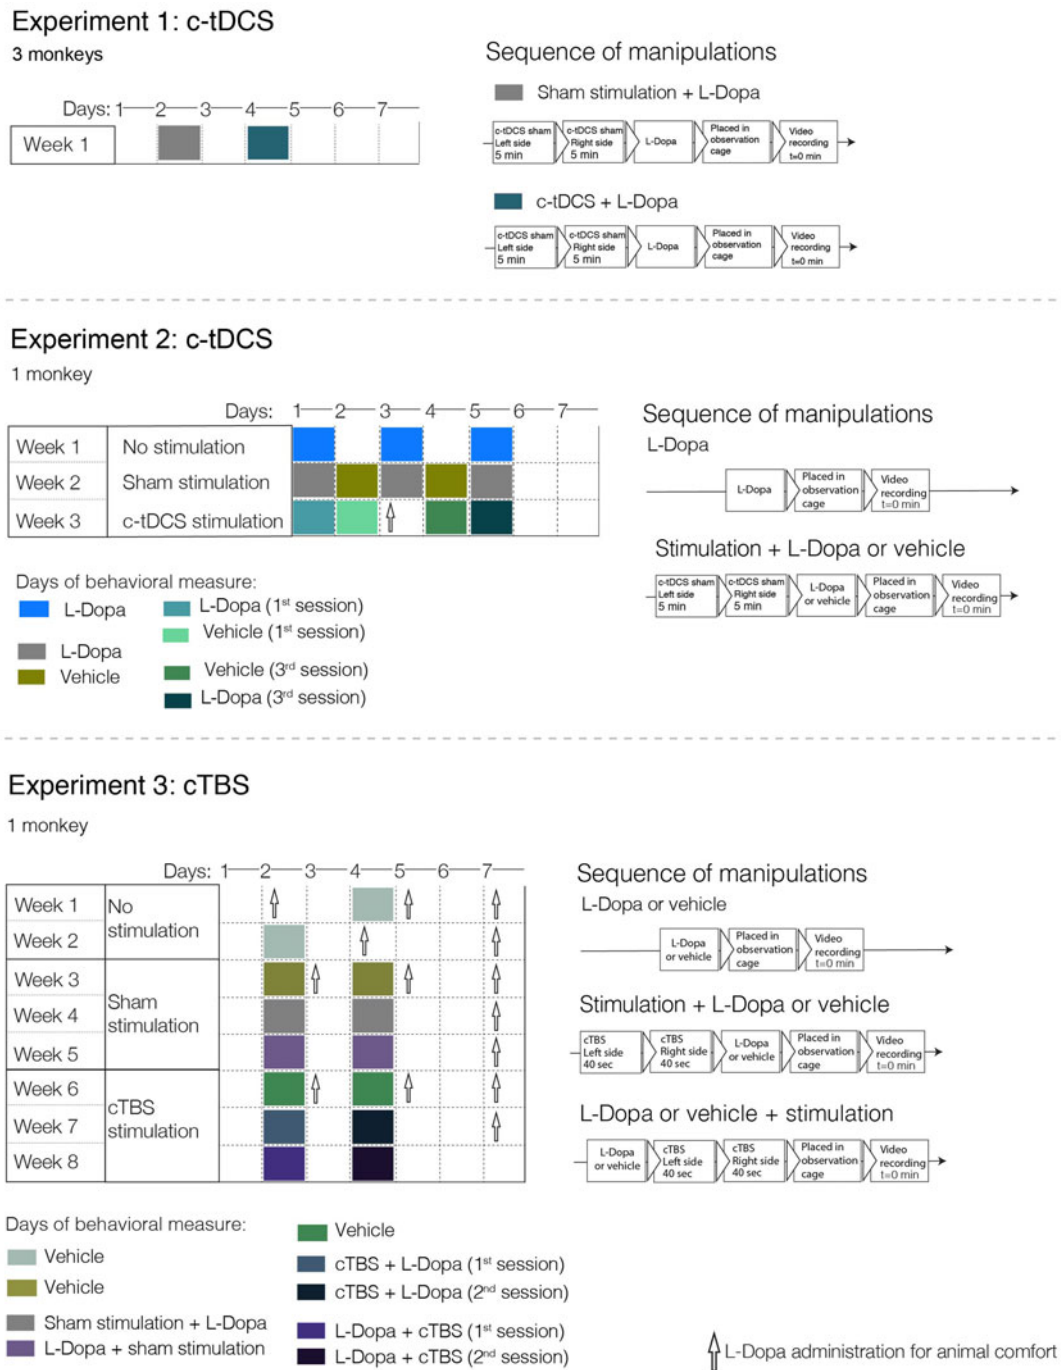 Experiment 1: c-tDCS
3 monkeys
Days: 1 2 3 4 5 6 7
Week 1
Sequence of manipulations
Sham stimulation + L-Dopa
c-tDCS sham Left side 5 min
c-tDCS sham Right side 5 min
L-Dopa
Placed in observation cage
Video recording t=0 min
c-tDCS + L-Dopa
c-tDCS sham Left side 5 min
c-tDCS sham Right side 5 min
L-Dopa
Placed in observation cage
Video recording t=0 min
Experiment 2: c-tDCS
1 monkey
Days: 1 2 3 4 5 6 7
Week 1 No stimulation
Week 2 Sham stimulation
Week 3 c-tDCS stimulation
Days of behavioral measure:
L-Dopa
L-Dopa
Vehicle
L-Dopa (1st session)
Vehicle (1st session)
Vehicle (3rd session)
L-Dopa (3rd session)
Sequence of manipulations
L-Dopa
L-Dopa
Placed in observation cage
Video recording t=0 min
Stimulation + L-Dopa or vehicle
c-tDCS sham Left side 5 min
c-tDCS sham Right side 5 min
L-Dopa or vehicle
Placed in observation cage
Video recording t=0 min
Experiment 3: cTBS
1 monkey
Days: 1 2 3 4 5 6 7
Week 1
Week 2
No stimulation
Week 3
Week 4
Week 5
Sham stimulation
Week 6
Week 7
Week 8
cTBS stimulation
Sequence of manipulations
L-Dopa or vehicle
L-Dopa or vehicle
Placed in observation cage
Video recording t=0 min
Stimulation + L-Dopa or vehicle
cTBS Left side 40 sec
cTBS Right side 40 sec
L-Dopa or vehicle
Placed in observation cage
Video recording t=0 min
L-Dopa or vehicle + stimulation
L-Dopa or vehicle
cTBS Left side 40 sec
cTBS Right side 40 sec
Placed in observation cage
Video recording t=0 min
Days of behavioral measure:
Vehicle
Vehicle
Sham stimulation + L-Dopa
L-Dopa + sham stimulation
Vehicle
cTBS + L-Dopa (1st session)
cTBS + L-Dopa (2nd session)
L-Dopa + cTBS (1st session)
L-Dopa + cTBS (2nd session)
L-Dopa administration for animal comfort